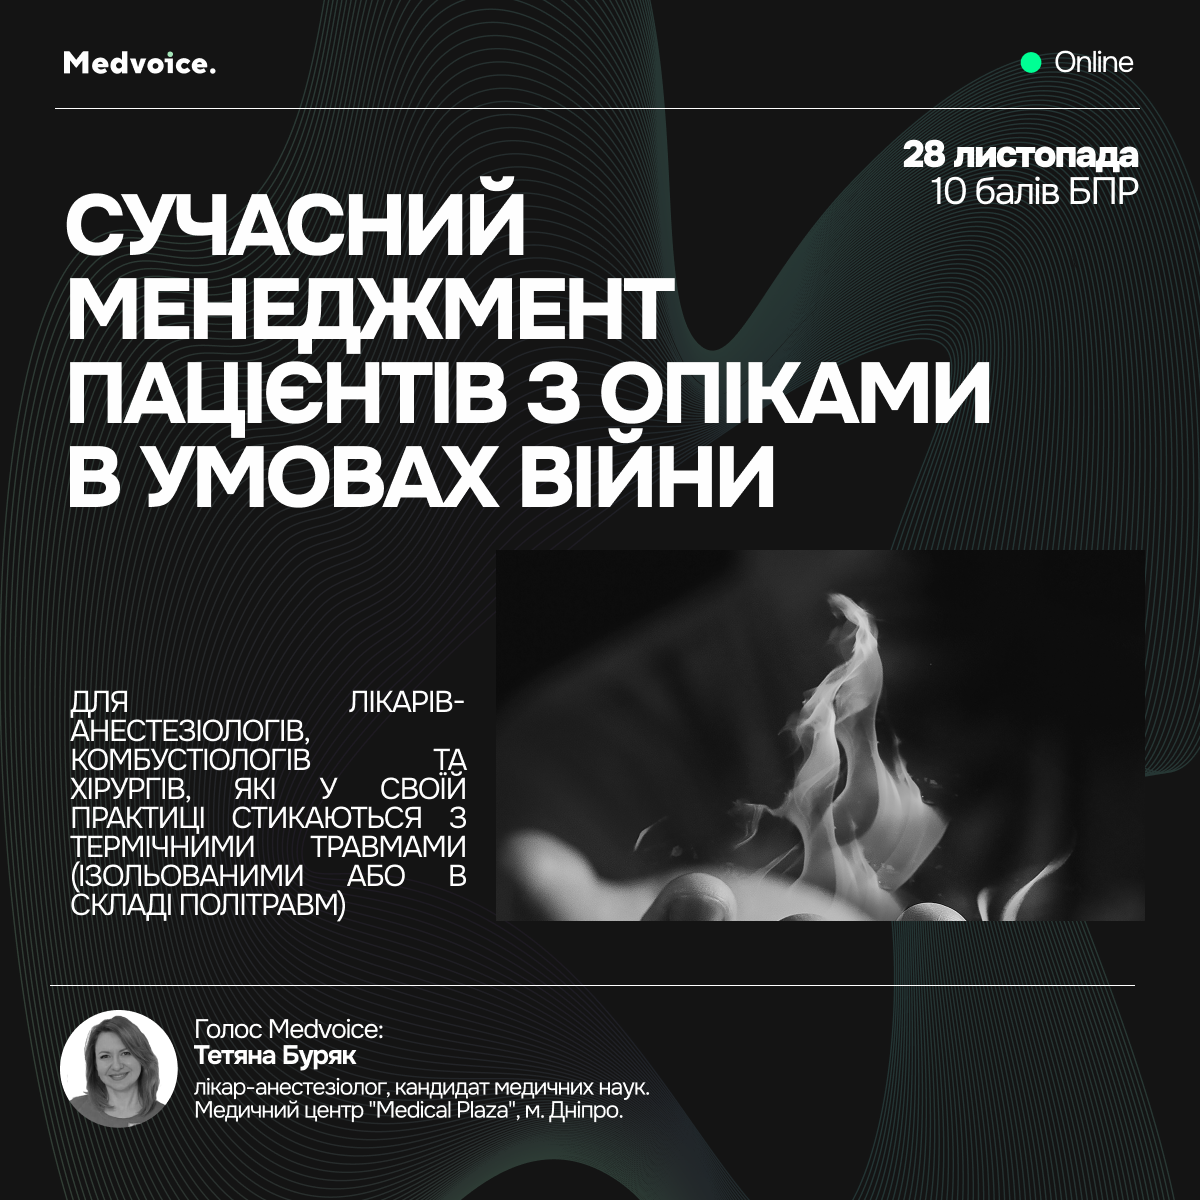 Medvoice.
Online
28 листопада
10 балів БПР
СУЧАСНИЙ
МЕНЕДЖМЕНТ
ПАЦІЄНТІВ З ОПІКАМИ
В УМОВАХ ВІЙНИ
ДЛЯ ЛІКАРІВ-
АНЕСТЕЗІОЛОГІВ,
КОМБУСТІОЛОГІВ ТА
ХІРУРГІВ, ЯКІ У СВОЇЙ
ПРАКТИЦІ СТИКАЮТЬСЯ З
ТЕРМІЧНИМИ ТРАВМАМИ
(ІЗОЛЬОВАНИМИ АБО В
СКЛАДІ ПОЛІТРАВМ)
Голос Medvoice:
Тетяна Буряк
лікар-анестезіолог, кандидат медичних наук.
Медичний центр "Medical Plaza", м. Дніпро.